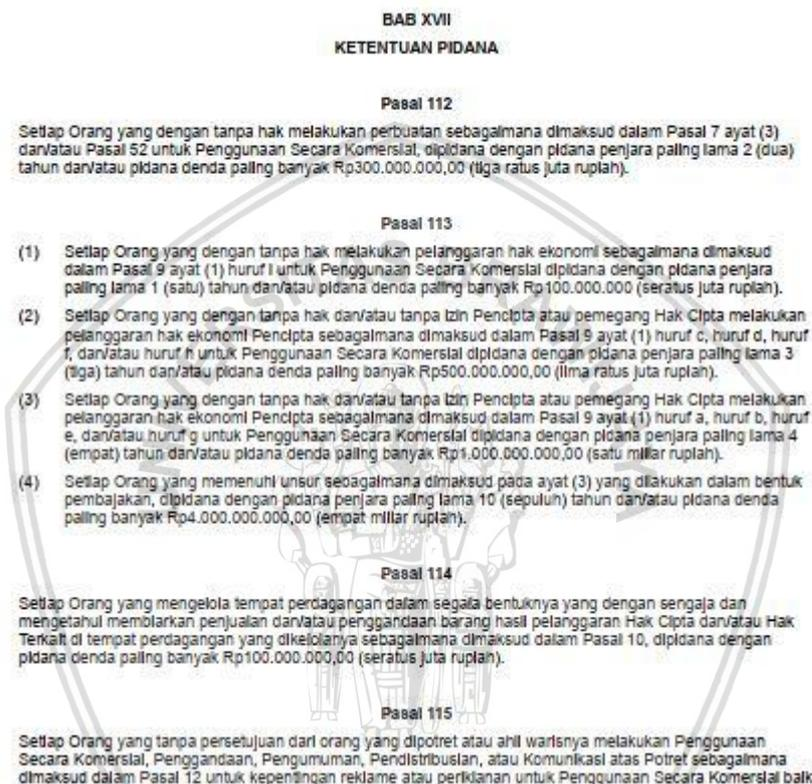 BAB XVII
KETENTUAN PIDANA
Pasal 112
Setiap Orang yang dengan tanpa hak melakukan perbuatan sebagaimana dimaksud dalam Pasal 7 ayat (3)
dan/atau Pasal 52 untuk Penggunaan Secara Komersial, dipidana dengan pidana penjara paling lama 2 (dua)
tahun dan/atau pidana denda paling banyak Rp300.000.000,00 (tiga ratus juta rupiah).
Pasal 113
(1) Setiap Orang yang dengan tanpa hak melakukan pelanggaran hak ekonomi sebagaimana dimaksud
dalam Pasal 9 ayat (1) huruf i untuk Penggunaan Secara Komersial dipidana dengan pidana penjara
paling lama 1 (satu) tahun dan/atau pidana denda paling banyak Rp100.000.000 (seratus juta rupiah).
(2) Setiap Orang yang dengan tanpa hak dan/atau tanpa izin Pencipta atau pemegang Hak Cipta melakukan
pelanggaran hak ekonomi Pencipta sebagaimana dimaksud dalam Pasal 9 ayat (1) huruf c, huruf d, huruf
f, dan/atau huruf h untuk Penggunaan Secara Komersial dipidana dengan pidana penjara paling lama 3
(tiga) tahun dan/atau pidana denda paling banyak Rp500.000.000,00 (lima ratus juta rupiah).
(3) Setiap Orang yang dengan tanpa hak dan/atau tanpa izin Pencipta atau pemegang Hak Cipta melakukan
pelanggaran hak ekonomi Pencipta sebagaimana dimaksud dalam Pasal 9 ayat (1) huruf a, huruf b, huruf
e, dan/atau huruf g untuk Penggunaan Secara Komersial dipidana dengan pidana penjara paling lama 4
(empat) tahun dan/atau pidana denda paling banyak Rp1.000.000.000,00 (satu miliar rupiah).
(4) Setiap Orang yang memenuhi unsur sebagaimana dimaksud pada ayat (3) yang dilakukan dalam bentuk
pembajakan, dipidana dengan pidana penjara paling lama 10 (sepuluh) tahun dan/atau pidana denda
paling banyak Rp4.000.000.000,00 (empat miliar rupiah).
Pasal 114
Setiap Orang yang mengelola tempat perdagangan dalam segala bentuknya yang dengan sengaja dan
mengetahui membiarkan penjualan dan/atau penggandaan barang hasil pelanggaran Hak Cipta dan/atau Hak
Terkait di tempat perdagangan yang dikelolanya sebagaimana dimaksud dalam Pasal 10, dipidana dengan
pidana denda paling banyak Rp100.000.000,00 (seratus juta rupiah).
Pasal 115
Setiap Orang yang tanpa persetujuan dari orang yang dipotret atau ahli warisnya melakukan Penggunaan
Secara Komersial, Penggandaan, Pengumuman, Pendistribusian, atau Komunikasi atas Potret sebagaimana
dimaksud dalam Pasal 12 untuk kepentingan reklame atau periklanan untuk Penggunaan Secara Komersial baik